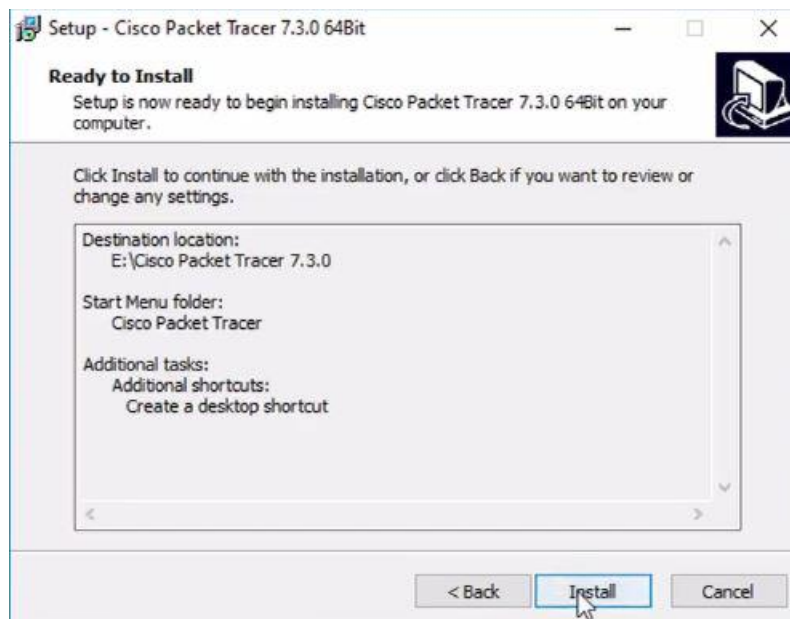 Setup - Cisco Packet Tracer 7.3.0 64Bit
Ready to Install
Setup is now ready to begin installing Cisco Packet Tracer 7.3.0 64Bit on your
computer.
Click Install to continue with the installation, or click Back if you want to review or
change any settings.
Destination location:
E:\Cisco Packet Tracer 7.3.0
Start Menu folder:
Cisco Packet Tracer
Additional tasks:
Additional shortcuts:
Create a desktop shortcut
< Back Install Cancel